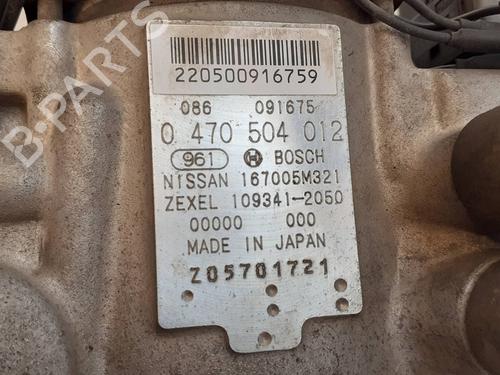 220500916759
086 091675
0 470 504 012
961 BOSCH
NISSAN 167005M321
ZEXEL 109341-2050
00000 000
MADE IN JAPAN
Z05701721
B-PARTS